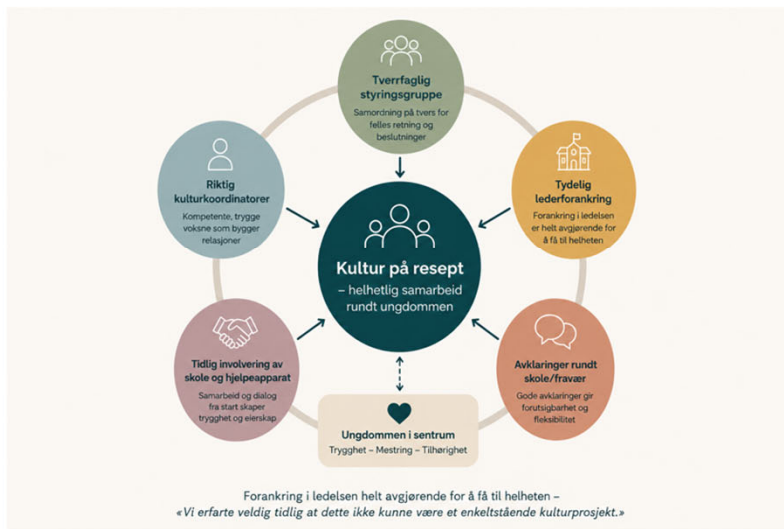 Tverrfaglig
styringsgruppe
Samordning på tvers for
felles retning og
beslutninger
Riktig
kulturkoordinatorer
Kompetente, trygge
voksne som bygger
relasjoner
Tydelig
lederforankring
Forankring i ledelsen
er helt avgjørende for
å få til helheten
Kultur på resept
– helhetlig samarbeid
rundt ungdommen
Tidlig involvering av
skole og hjelpeapparat
Samarbeid og dialog
fra start skaper
trygghet og eierskap
Avklaringer rundt
skole/fravær
Gode avklaringer gir
forutsigbarhet og
fleksibilitet
Ungdommen i sentrum
Trygghet – Mestring – Tilhørighet
Forankring i ledelsen helt avgjørende for å få til helheten –
«Vi erfarte veldig tidlig at dette ikke kunne være et enkeltstående kulturprosjekt.»